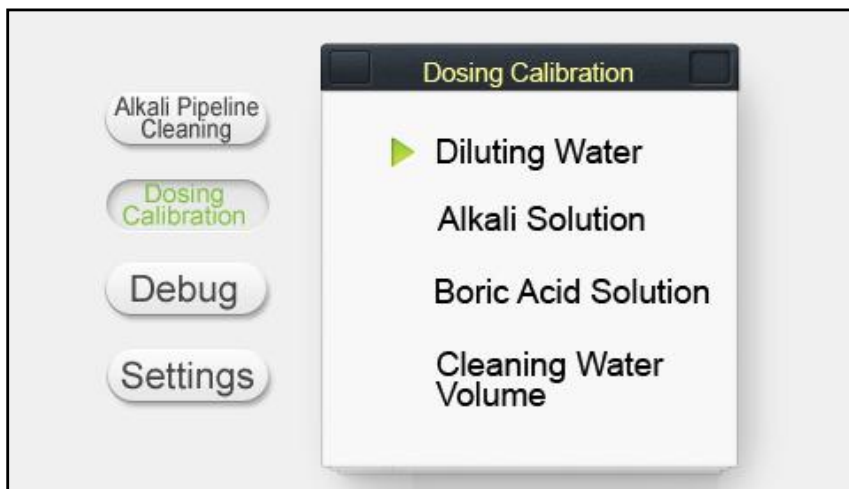 Alkali Pipeline
Cleaning
Dosing
Calibration
Debug
Settings
Dosing Calibration
Diluting Water
Alkali Solution
Boric Acid Solution
Cleaning Water
Volume